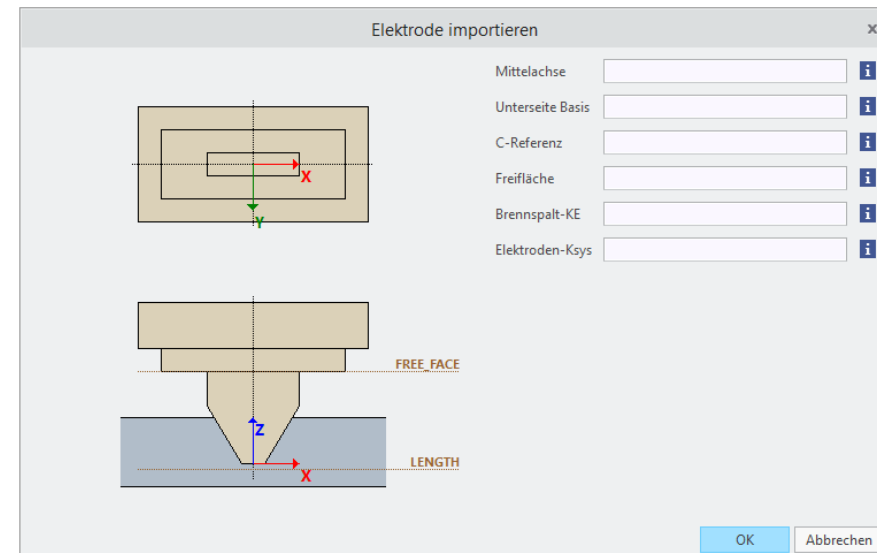 Elektrode importieren
x
Mittelachse
i
Unterseite Basis
i
C-Referenz
i
Freifläche
i
Brennspalt-KE
i
Elektroden-Ksys
i
X
Y
FREE_FACE
Z
LENGTH
X
OK
Abbrechen